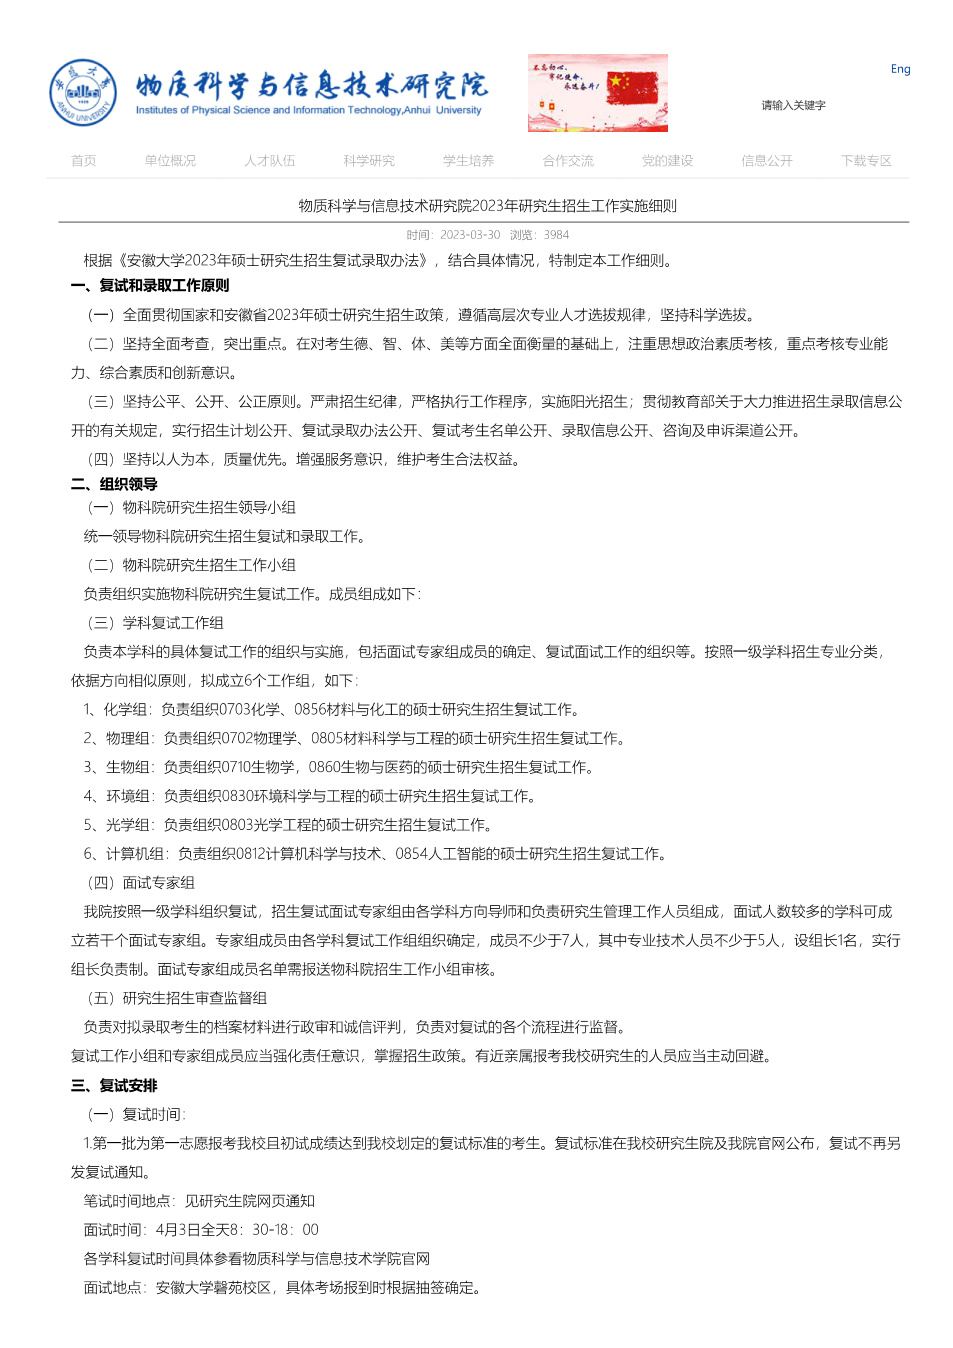 安徽大学
ANHUI UNIVERSITY
1928
物质科学与信息技术研究院
Institutes of Physical Science and Information Technology,Anhui University
不忘初心,
牢记使命,
永远奋斗!
Eng
请输入关键字
首页 单位概况 人才队伍 科学研究 学生培养 合作交流 党的建设 信息公开 下载专区
物质科学与信息技术研究院2023年研究生招生工作实施细则
时间：2023-03-30 浏览：3984
根据《安徽大学2023年硕士研究生招生复试录取办法》，结合具体情况，特制定本工作细则。
一、复试和录取工作原则
（一）全面贯彻国家和安徽省2023年硕士研究生招生政策，遵循高层次专业人才选拔规律，坚持科学选拔。
（二）坚持全面考查，突出重点。在对考生德、智、体、美等方面全面衡量的基础上，注重思想政治素质考核，重点考核专业能
力、综合素质和创新意识。
（三）坚持公平、公开、公正原则。严肃招生纪律，严格执行工作程序，实施阳光招生；贯彻教育部关于大力推进招生录取信息公
开的有关规定，实行招生计划公开、复试录取办法公开、复试考生名单公开、录取信息公开、咨询及申诉渠道公开。
（四）坚持以人为本，质量优先。增强服务意识，维护考生合法权益。
二、组织领导
（一）物科院研究生招生领导小组
统一领导物科院研究生招生复试和录取工作。
（二）物科院研究生招生工作小组
负责组织实施物科院研究生复试工作。成员组成如下：
（三）学科复试工作组
负责本学科的具体复试工作的组织与实施，包括面试专家组成员的确定、复试面试工作的组织等。按照一级学科招生专业分类，
依据方向相似原则，拟成立6个工作组，如下：
1、化学组：负责组织0703化学、0856材料与化工的硕士研究生招生复试工作。
2、物理组：负责组织0702物理学、0805材料科学与工程的硕士研究生招生复试工作。
3、生物组：负责组织0710生物学，0860生物与医药的硕士研究生招生复试工作。
4、环境组：负责组织0830环境科学与工程的硕士研究生招生复试工作。
5、光学组：负责组织0803光学工程的硕士研究生招生复试工作。
6、计算机组：负责组织0812计算机科学与技术、0854人工智能的硕士研究生招生复试工作。
（四）面试专家组
我院按照一级学科组织复试，招生复试面试专家组由各学科方向导师和负责研究生管理工作人员组成，面试人数较多的学科可成
立若干个面试专家组。专家组成员由各学科复试工作组组织确定，成员不少于7人，其中专业技术人员不少于5人，设组长1名，实行
组长负责制。面试专家组成员名单需报送物科院招生工作小组审核。
（五）研究生招生审查监督组
负责对拟录取考生的档案材料进行政审和诚信评判，负责对复试的各个流程进行监督。
复试工作小组和专家组成员应当强化责任意识，掌握招生政策。有近亲属报考我校研究生的人员应当主动回避。
三、复试安排
（一）复试时间：
1.第一批为第一志愿报考我校且初试成绩达到我校划定的复试标准的考生。复试标准在我校研究生院及我院官网公布，复试不再另
发复试通知。
笔试时间地点：见研究生院网页通知
面试时间：4月3日全天8：30-18：00
各学科复试时间具体参看物质科学与信息技术学院官网
面试地点：安徽大学磬苑校区，具体考场报到时根据抽签确定。